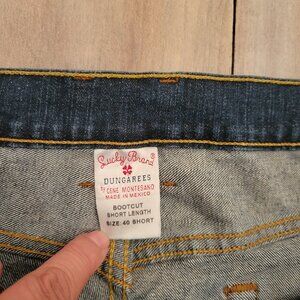 Lucky Brand
DUNGAREES
by GENE MONTESANO
MADE IN MEXICO
BOOTCUT
SHORT LENGTH
SIZE: 40 SHORT